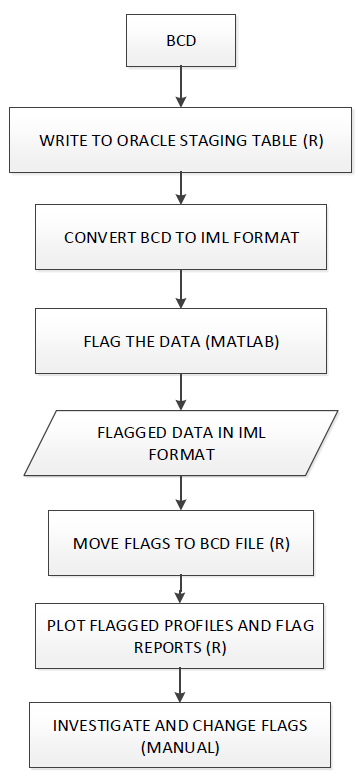 BCD
WRITE TO ORACLE STAGING TABLE (R)
CONVERT BCD TO IML FORMAT
FLAG THE DATA (MATLAB)
FLAGGED DATA IN IML
FORMAT
MOVE FLAGS TO BCD FILE (R)
PLOT FLAGGED PROFILES AND FLAG
REPORTS (R)
INVESTIGATE AND CHANGE FLAGS
(MANUAL)